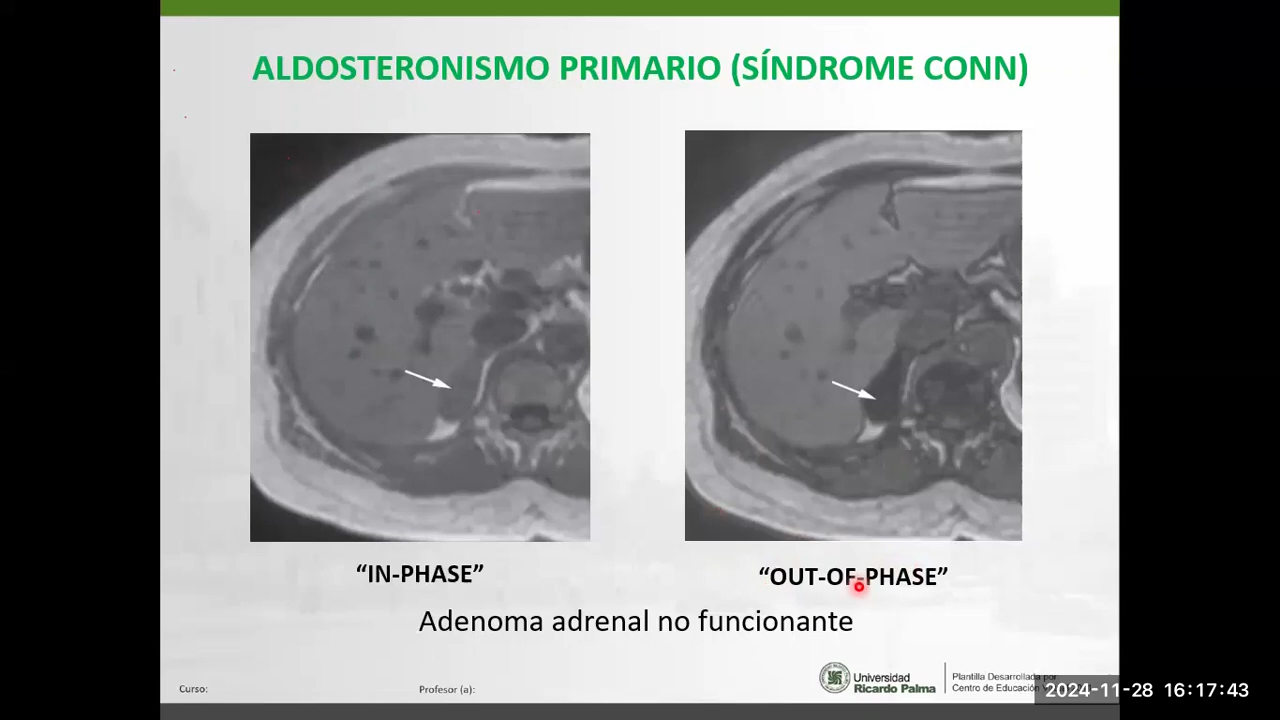 ALDOSTERONISMO PRIMARIO (SÍNDROME CONN)
“IN-PHASE”
“OUT-OF-PHASE”
Adenoma adrenal no funcionante
Curso:
Profesor (a):
Universidad
Ricardo Palma
Plantilla Desarrollada por
Centro de Educación
2024-11-28 16:17:43